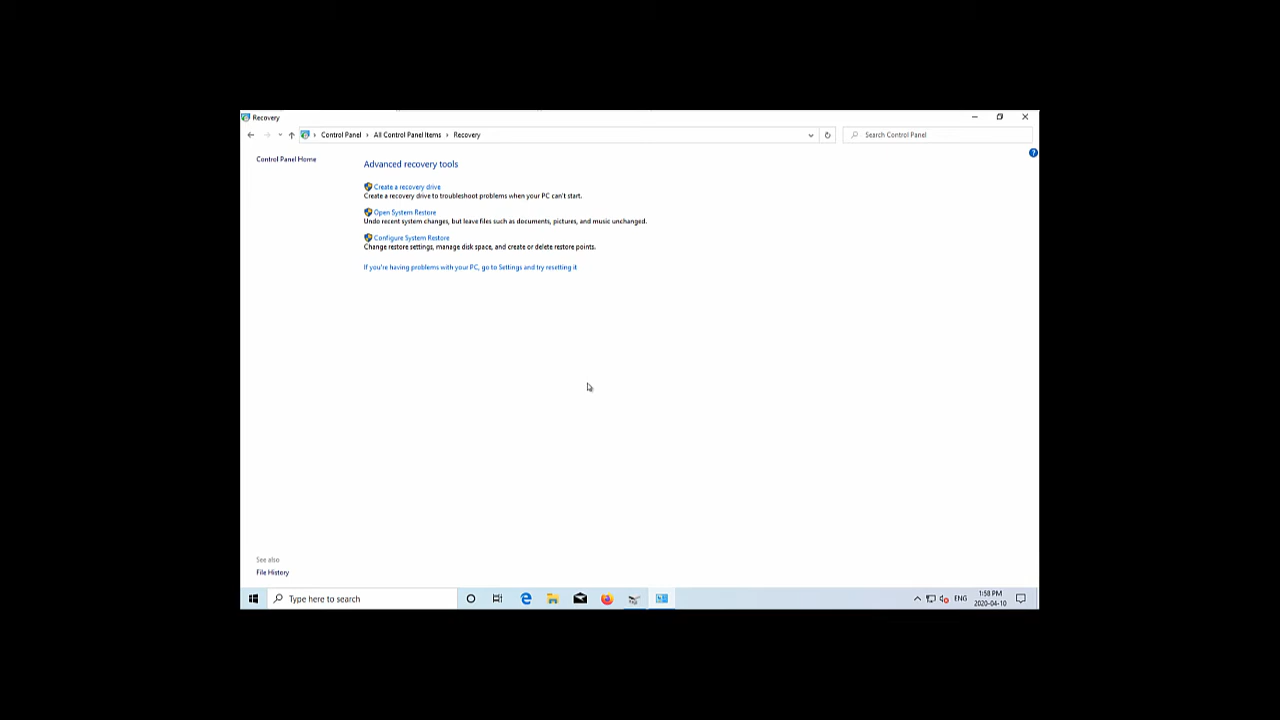 Recovery
Control Panel > All Control Panel Items > Recovery
Search Control Panel
Control Panel Home
Advanced recovery tools
Create a recovery drive
Create a recovery drive to troubleshoot problems when your PC can't start.
Open System Restore
Undo recent system changes, but leave files such as documents, pictures, and music unchanged.
Configure System Restore
Change restore settings, manage disk space, and create or delete restore points.
If you're having problems with your PC, go to Settings and try resetting it
See also
File History
Type here to search
ENG
1:58 PM
2020-04-10